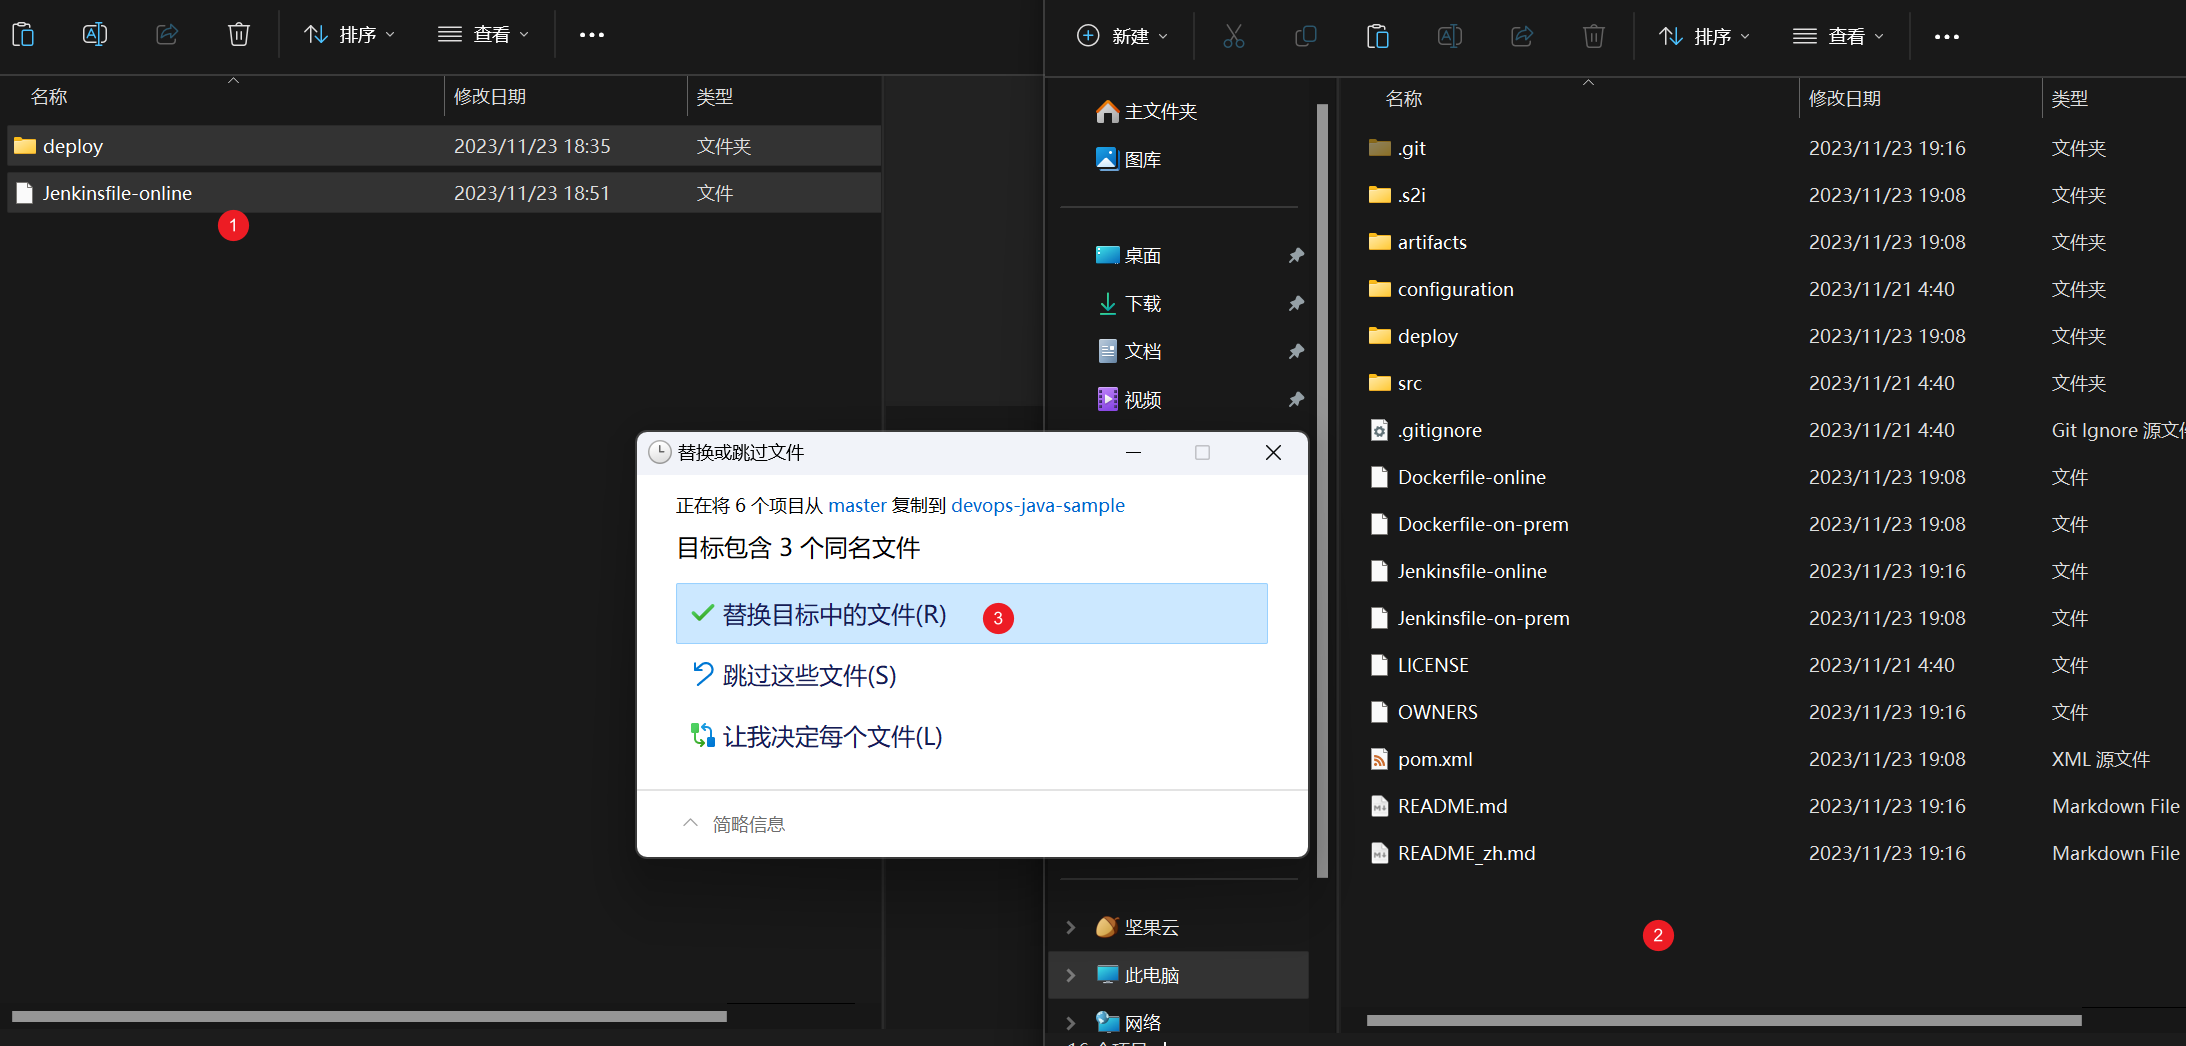 排序
查看
名称
修改日期
类型
deploy
2023/11/23 18:35
文件夹
Jenkinsfile-online
2023/11/23 18:51
文件
1
新建
排序
查看
主文件夹
图库
桌面
下载
文档
视频
坚果云
此电脑
网络
名称
修改日期
类型
.git
2023/11/23 19:16
文件夹
.s2i
2023/11/23 19:08
文件夹
artifacts
2023/11/23 19:08
文件夹
configuration
2023/11/21 4:40
文件夹
deploy
2023/11/23 19:08
文件夹
src
2023/11/21 4:40
文件夹
.gitignore
2023/11/21 4:40
Git Ignore 源文件
Dockerfile-online
2023/11/23 19:08
文件
Dockerfile-on-prem
2023/11/23 19:08
文件
Jenkinsfile-online
2023/11/23 19:16
文件
Jenkinsfile-on-prem
2023/11/23 19:08
文件
LICENSE
2023/11/21 4:40
文件
OWNERS
2023/11/23 19:16
文件
pom.xml
2023/11/23 19:08
XML 源文件
README.md
2023/11/23 19:16
Markdown File
README_zh.md
2023/11/23 19:16
Markdown File
2
替换或跳过文件
正在将 6 个项目从 master 复制到 devops-java-sample
目标包含 3 个同名文件
替换目标中的文件(R)
3
跳过这些文件(S)
让我决定每个文件(L)
简略信息